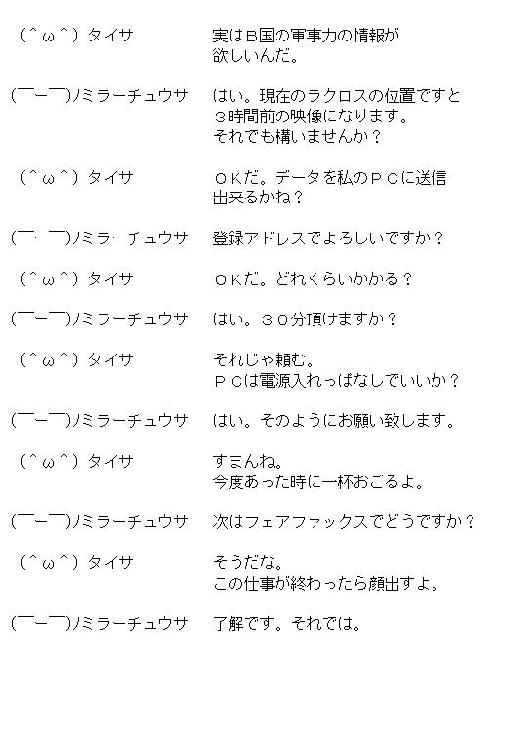 （＾ω＾）タイサ　実はＢ国の軍事力の情報が
欲しいんだ。
(￣ー￣)ノミラーチュウサ　はい。現在のラクロスの位置ですと
３時間前の映像になります。
それでも構いませんか？
（＾ω＾）タイサ　ＯＫだ。データを私のＰＣに送信
出来るかね？
(￣ー￣)ノミラーチュウサ　登録アドレスでよろしいですか？
（＾ω＾）タイサ　ＯＫだ。どれくらいかかる？
(￣ー￣)ノミラーチュウサ　はい。３０分頂けますか？
（＾ω＾）タイサ　それじゃ頼む。
ＰＣは電源入れっぱなしでいいか？
(￣ー￣)ノミラーチュウサ　はい。そのようにお願い致します。
（＾ω＾）タイサ　すまんね。
今度あった時に一杯おごるよ。
(￣ー￣)ノミラーチュウサ　次はフェアファックスでどうですか？
（＾ω＾）タイサ　そうだな。
この仕事が終わったら顔出すよ。
(￣ー￣)ノミラーチュウサ　了解です。それでは。